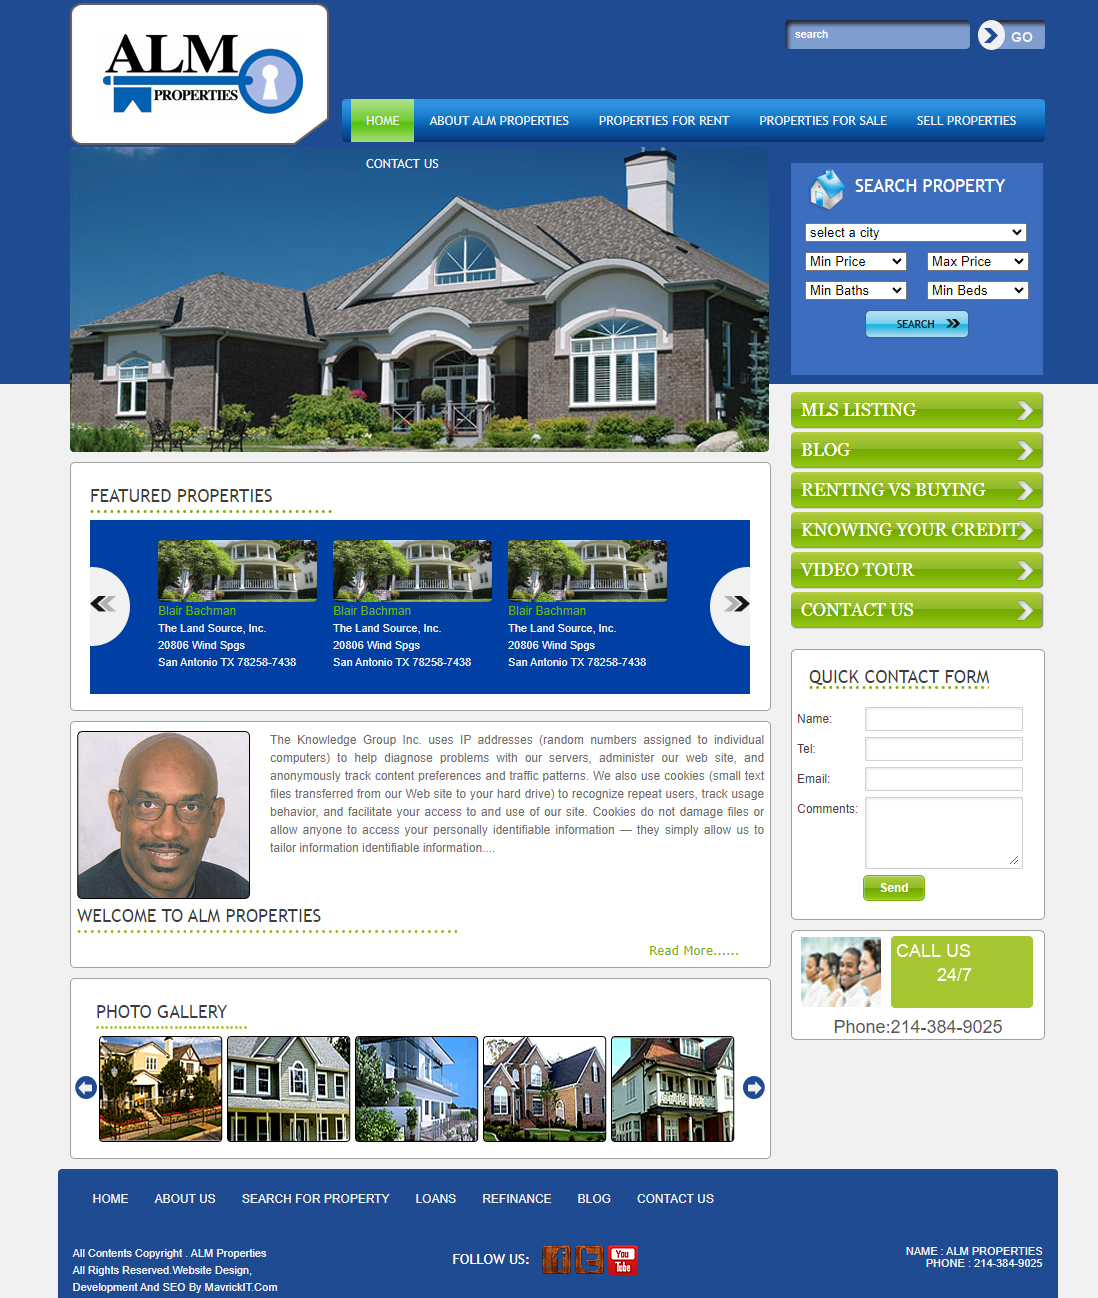 ALM
PROPERTIES
search
GO
HOME
ABOUT ALM PROPERTIES
PROPERTIES FOR RENT
PROPERTIES FOR SALE
SELL PROPERTIES
CONTACT US
SEARCH PROPERTY
select a city
Min Price
Max Price
Min Baths
Min Beds
SEARCH
MLS LISTING
BLOG
RENTING VS BUYING
KNOWING YOUR CREDIT
VIDEO TOUR
CONTACT US
FEATURED PROPERTIES
Blair Bachman
The Land Source, Inc.
20806 Wind Spgs
San Antonio TX 78258-7438
Blair Bachman
The Land Source, Inc.
20806 Wind Spgs
San Antonio TX 78258-7438
Blair Bachman
The Land Source, Inc.
20806 Wind Spgs
San Antonio TX 78258-7438
QUICK CONTACT FORM
Name:
Tel:
Email:
Comments:
Send
The Knowledge Group Inc. uses IP addresses (random numbers assigned to individual
computers) to help diagnose problems with our servers, administer our web site, and
anonymously track content preferences and traffic patterns. We also use cookies (small text
files transferred from our Web site to your hard drive) to recognize repeat users, track usage
behavior, and facilitate your access to and use of our site. Cookies do not damage files or
allow anyone to access your personally identifiable information — they simply allow us to
tailor information identifiable information....
WELCOME TO ALM PROPERTIES
Read More......
CALL US
24/7
Phone:214-384-9025
PHOTO GALLERY
HOME
ABOUT US
SEARCH FOR PROPERTY
LOANS
REFINANCE
BLOG
CONTACT US
All Contents Copyright . ALM Properties
All Rights Reserved.Website Design,
Development And SEO By MavrickIT.Com
FOLLOW US:
f
t
You
Tube
NAME : ALM PROPERTIES
PHONE : 214-384-9025